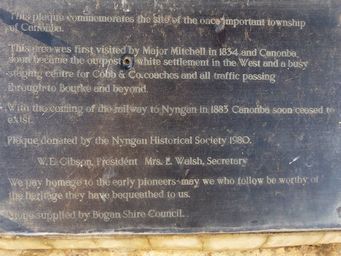 This plaque commemorates the site of the once important township
of Canonba.
This area was first visited by Major Mitchell in 1834 and Canonba
soon became the outpost of white settlement in the West and a busy
staging centre for Cobb & Co. coaches and all traffic passing
through to Bourke and beyond.
With the coming of the railway to Nyngan in 1883 Canonba soon ceased to
exist.
Plaque donated by the Nyngan Historical Society 1980.
W. E. Gibson, President Mrs. E. Walsh, Secretary
We pay homage to the early pioneers-may we who follow be worthy of
the heritage they have bequeathed to us.
Stone supplied by Bogan Shire Council.